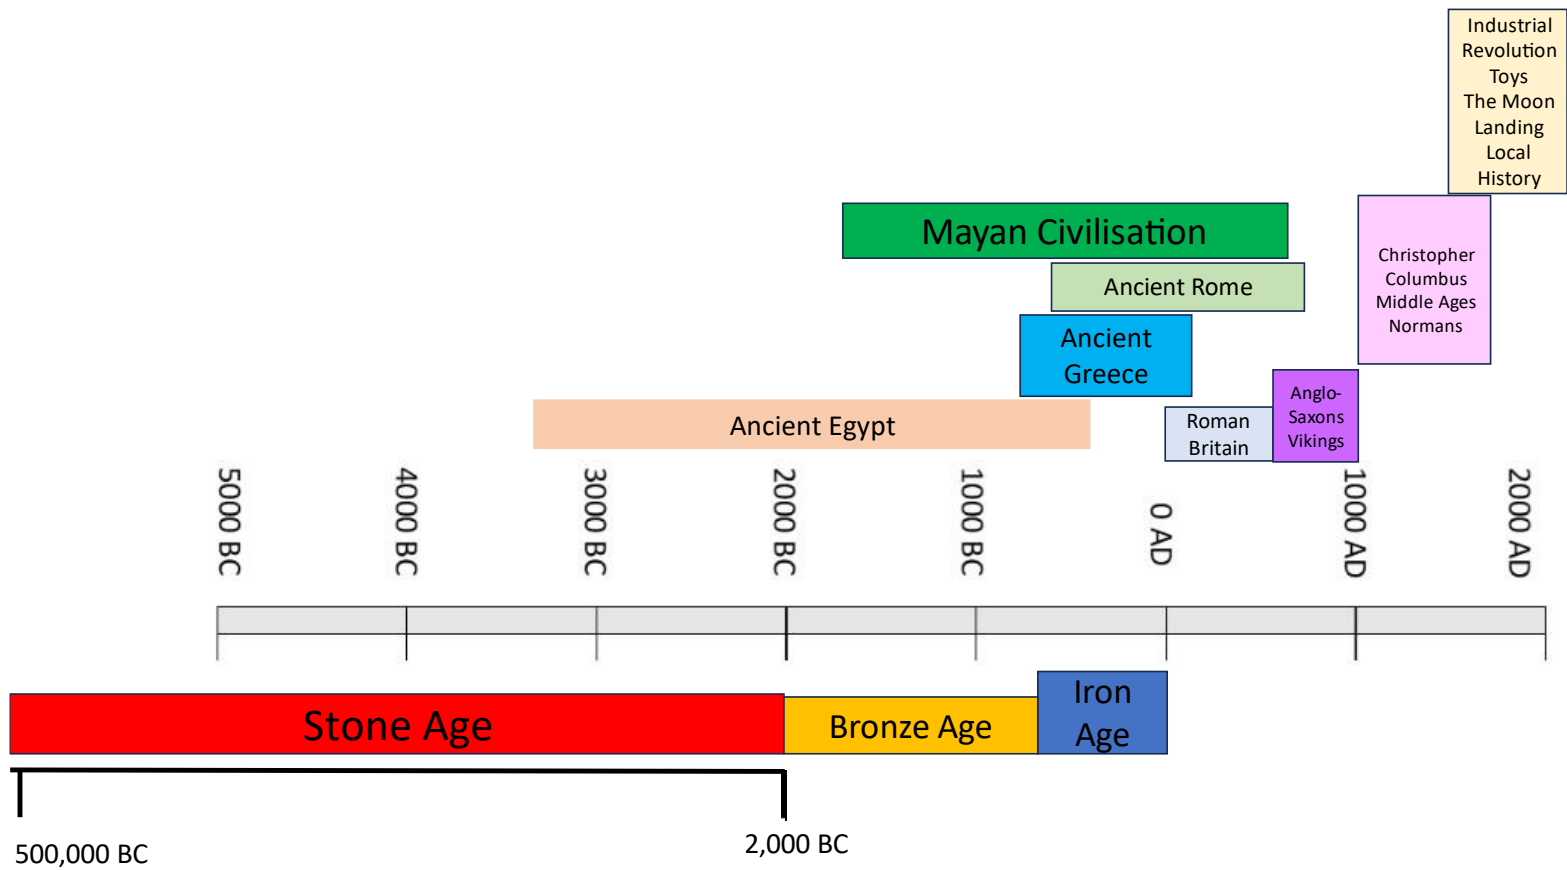 Industrial
Revolution
Toys
The Moon
Landing
Local
History
Mayan Civilisation
Christopher
Columbus
Middle Ages
Normans
Ancient Rome
Ancient
Greece
Anglo-
Saxons
Vikings
Ancient Egypt
Roman
Britain
5000 BC
4000 BC
3000 BC
2000 BC
1000 BC
0 AD
1000 AD
2000 AD
Stone Age
Bronze Age
Iron
Age
500,000 BC
2,000 BC